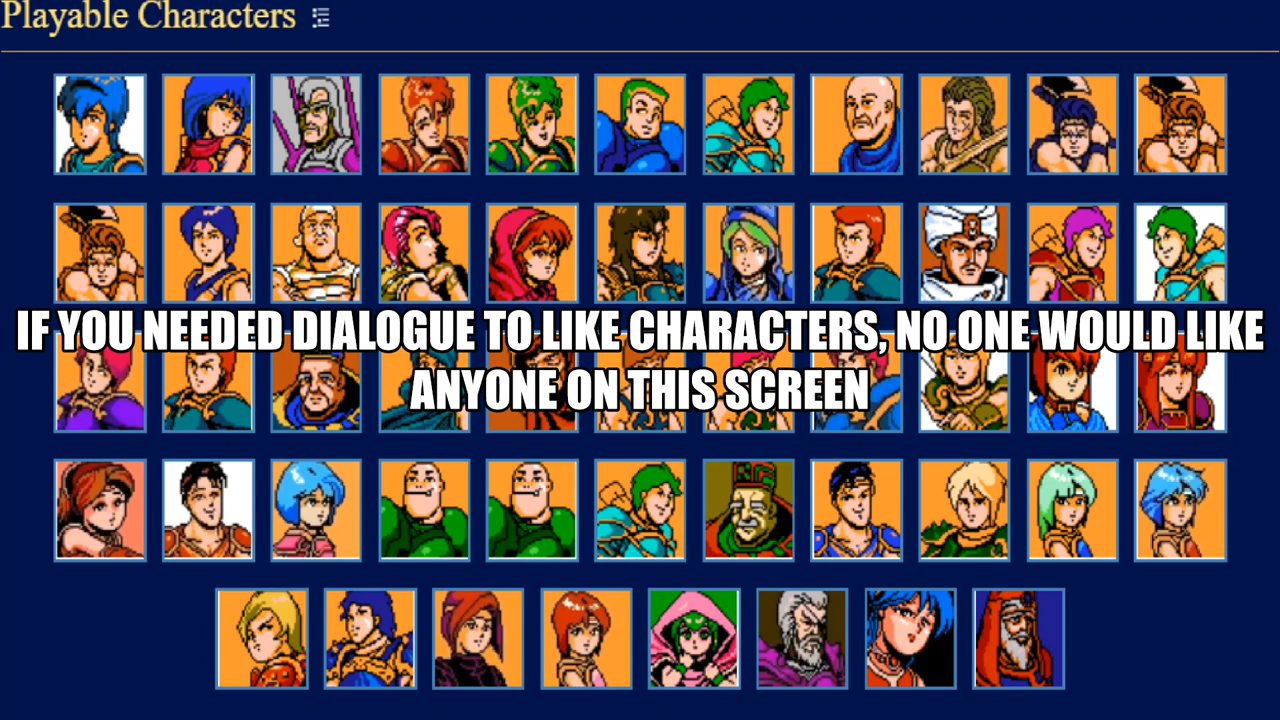 Playable Characters
IF YOU NEEDED DIALOGUE TO LIKE CHARACTERS, NO ONE WOULD LIKE
ANYONE ON THIS SCREEN